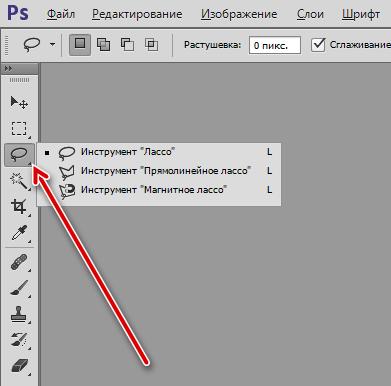 Ps Файл Редактирование Изображение Слои Шрифт
Растушевка: 0 пикс. Сглаживание
Инструмент "Лассо" L
Инструмент "Прямолинейное лассо" L
Инструмент "Магнитное лассо" L